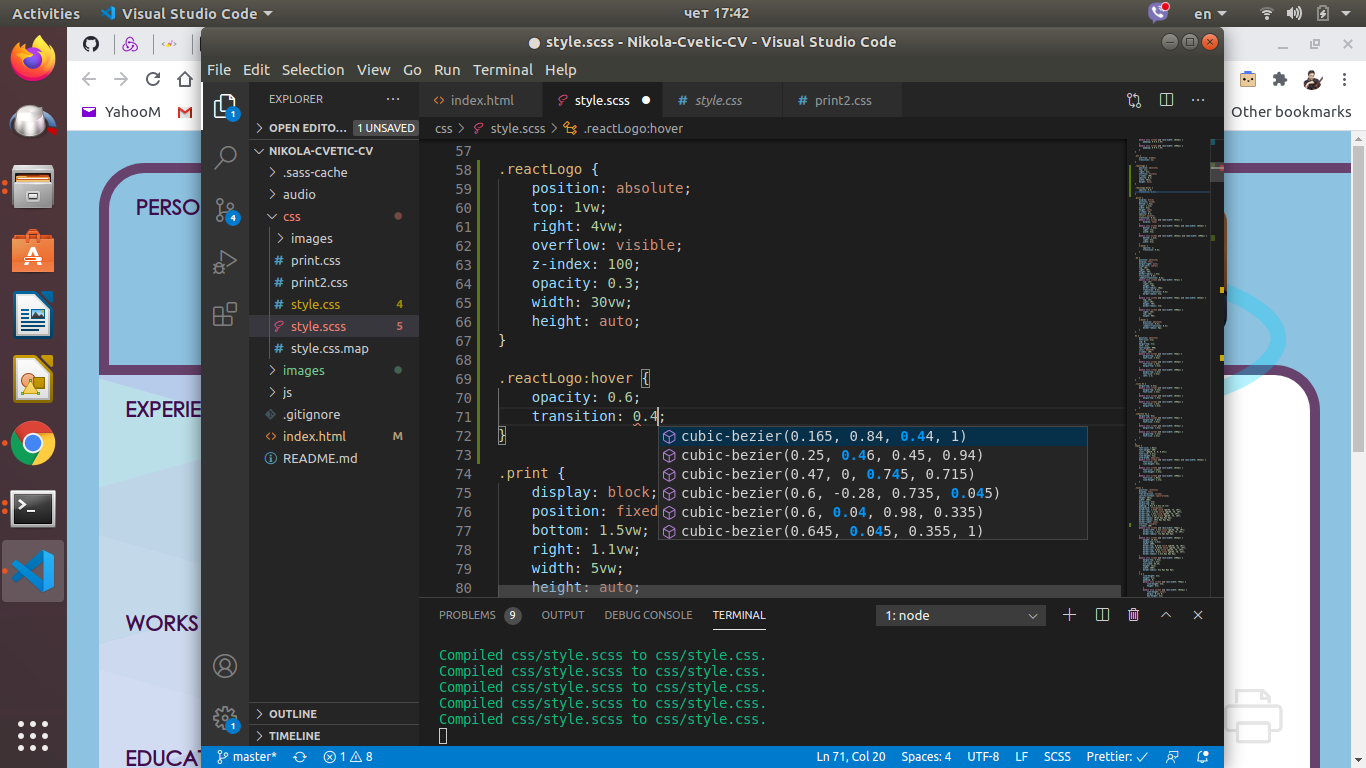 Activities Visual Studio Code чет 17:42 en
style.scss - Nikola-Cvetic-CV - Visual Studio Code
File Edit Selection View Go Run Terminal Help
YahooM
Other bookmarks
PERSO
EXPERIE
WORKS
EDUCAT
1
4
1
EXPLORER
OPEN EDITO... 1 UNSAVED
NIKOLA-CVETIC-CV
.sass-cache
audio
css
images
print.css
print2.css
style.css 4
style.scss 5
style.css.map
images
js
.gitignore
index.html M
README.md
OUTLINE
TIMELINE
index.html style.scss style.css print2.css
css > style.scss > .reactLogo:hover
57
58 .reactLogo {
59 position: absolute;
60 top: 1vw;
61 right: 4vw;
62 overflow: visible;
63 z-index: 100;
64 opacity: 0.3;
65 width: 30vw;
66 height: auto;
67 }
68
69 .reactLogo:hover {
70 opacity: 0.6;
71 transition: 0.4;
72 }
73
74 .print {
75 display: block;
76 position: fixed
77 bottom: 1.5vw;
78 right: 1.1vw;
79 width: 5vw;
80 height: auto;
cubic-bezier(0.165, 0.84, 0.44, 1)
cubic-bezier(0.25, 0.46, 0.45, 0.94)
cubic-bezier(0.47, 0, 0.745, 0.715)
cubic-bezier(0.6, -0.28, 0.735, 0.045)
cubic-bezier(0.6, 0.04, 0.98, 0.335)
cubic-bezier(0.645, 0.045, 0.355, 1)
PROBLEMS 9 OUTPUT DEBUG CONSOLE TERMINAL 1: node
Compiled css/style.scss to css/style.css.
Compiled css/style.scss to css/style.css.
Compiled css/style.scss to css/style.css.
Compiled css/style.scss to css/style.css.
Compiled css/style.scss to css/style.css.
master* 1 8 Ln 71, Col 20 Spaces: 4 UTF-8 LF SCSS Prettier: ✓